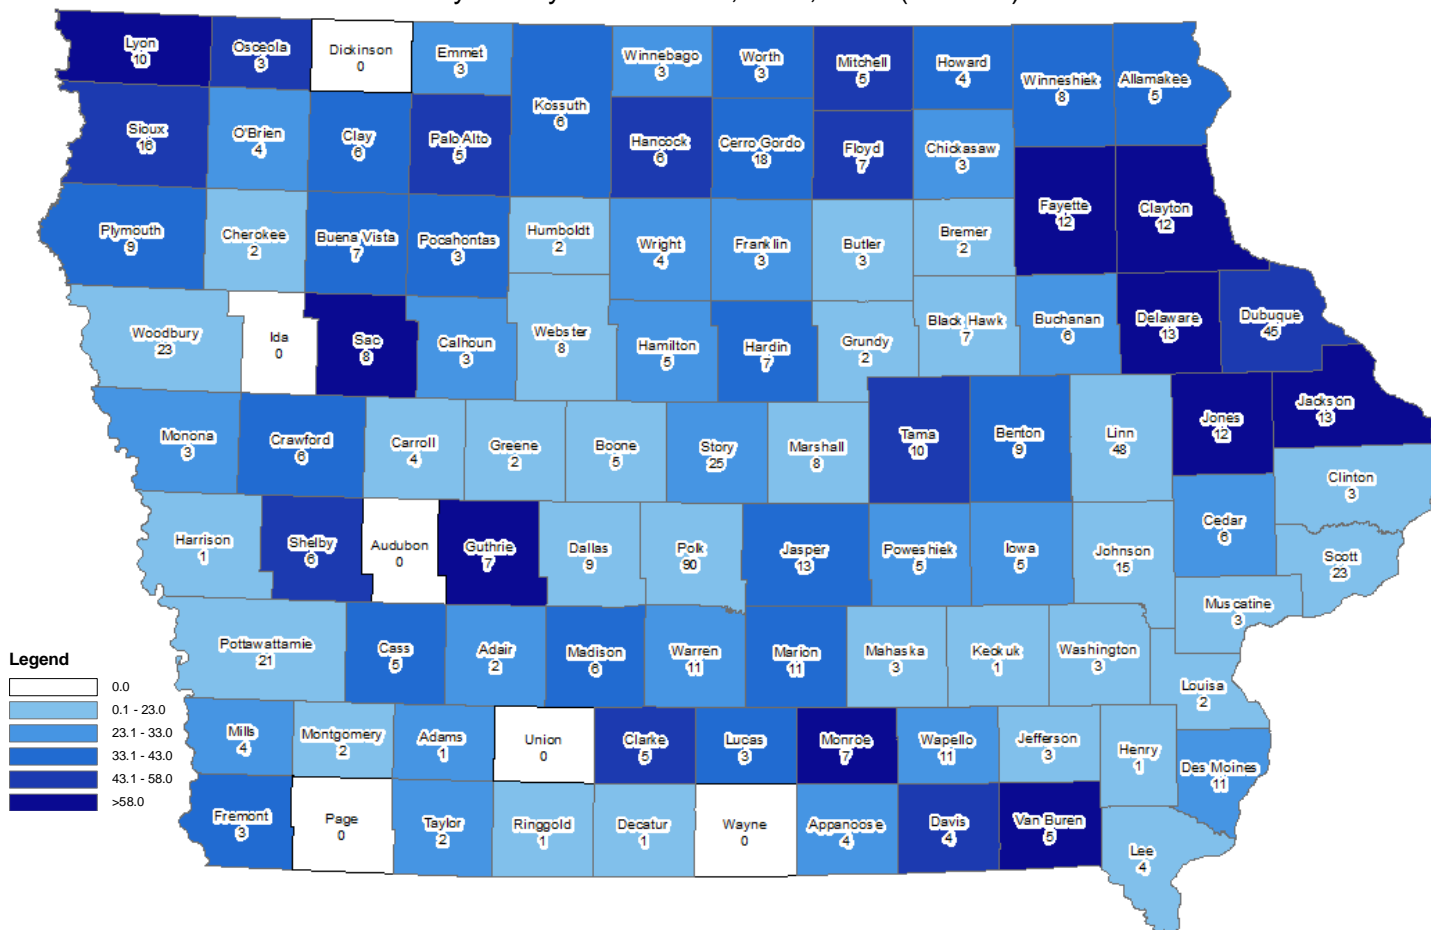 Lyon
10
Osceola
3
Dickinson
0
Emmet
3
Kossuth
6
Winnebago
3
Worth
3
Mitchell
5
Howard
4
Winneshiek
8
Allamakee
5
Sioux
16
O'Brien
4
Clay
6
Palo Alto
5
Hancock
6
Cerro Gordo
18
Floyd
7
Chickasaw
3
Fayette
12
Clayton
12
Plymouth
9
Cherokee
2
Buena Vista
7
Pocahontas
3
Humboldt
2
Wright
4
Franklin
3
Butler
3
Bremer
2
Woodbury
23
Ida
0
Sac
8
Calhoun
3
Webster
8
Hamilton
5
Hardin
7
Grundy
2
Black Hawk
7
Buchanan
6
Delaware
13
Dubuque
45
Monona
3
Crawford
6
Carroll
4
Greene
2
Boone
5
Story
25
Marshall
8
Tama
10
Benton
9
Linn
48
Jones
12
Jackson
13
Clinton
3
Harrison
1
Shelby
6
Audubon
0
Guthrie
7
Dallas
9
Polk
90
Jasper
13
Poweshiek
5
Iowa
5
Johnson
15
Cedar
6
Scott
23
Muscatine
3
Pottawattamie
21
Cass
5
Adair
2
Madison
6
Warren
11
Marion
11
Mahaska
3
Keokuk
1
Washington
3
Louisa
2
Mills
4
Montgomery
2
Adams
1
Union
0
Clarke
5
Lucas
3
Monroe
7
Wapello
11
Jefferson
3
Henry
1
Des Moines
11
Fremont
3
Page
0
Taylor
2
Ringgold
1
Decatur
1
Wayne
0
Appanoose
4
Davis
4
Van Buren
5
Lee
4
Legend
0.0
0.1 - 23.0
23.1 - 33.0
33.1 - 43.0
43.1 - 58.0
>58.0